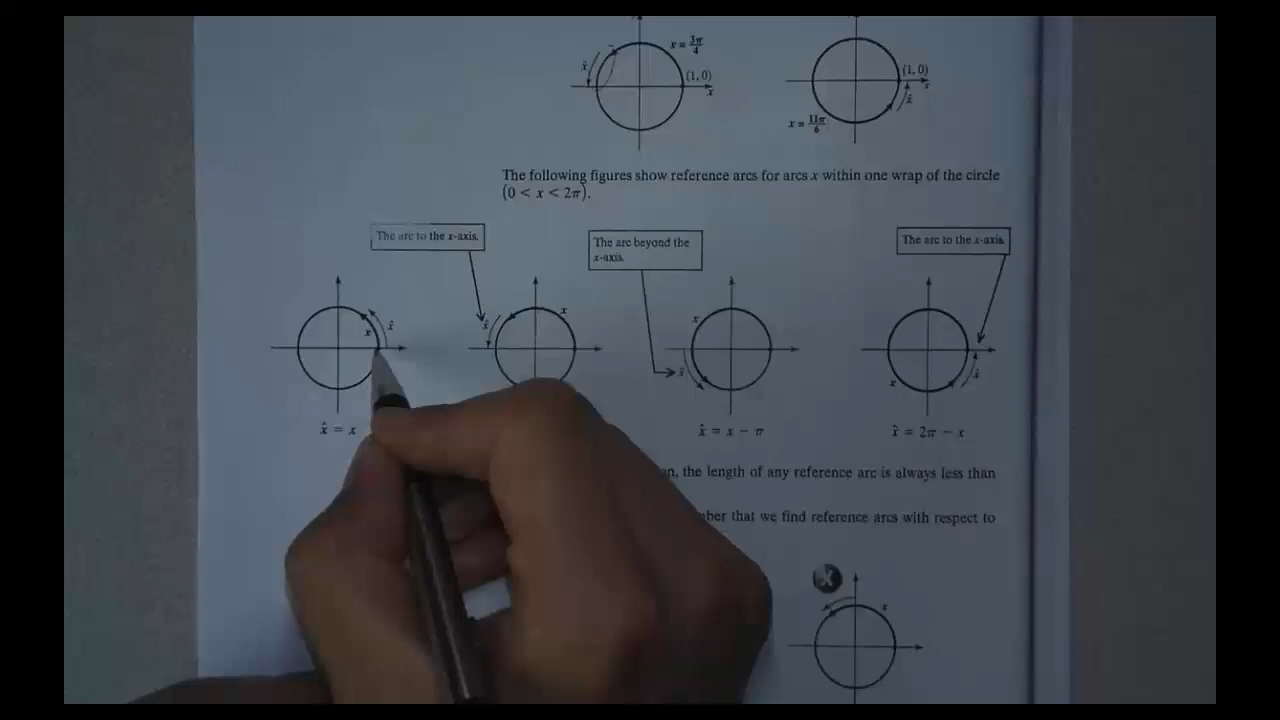 x = 3π/4
x̂
(1, 0)
x
(1, 0)
x
x̂
x = 11π/6
The following figures show reference arcs for arcs x within one wrap of the circle
(0 < x < 2π).
The arc to the x-axis.
The arc beyond the
x-axis.
The arc to the x-axis
x
x̂
x̂
x
x
x̂
x
x̂
x̂ = x
x̂ = x − π
x̂ = 2π − x
the length of any reference arc is always less than
that we find reference arcs with respect to
X
x